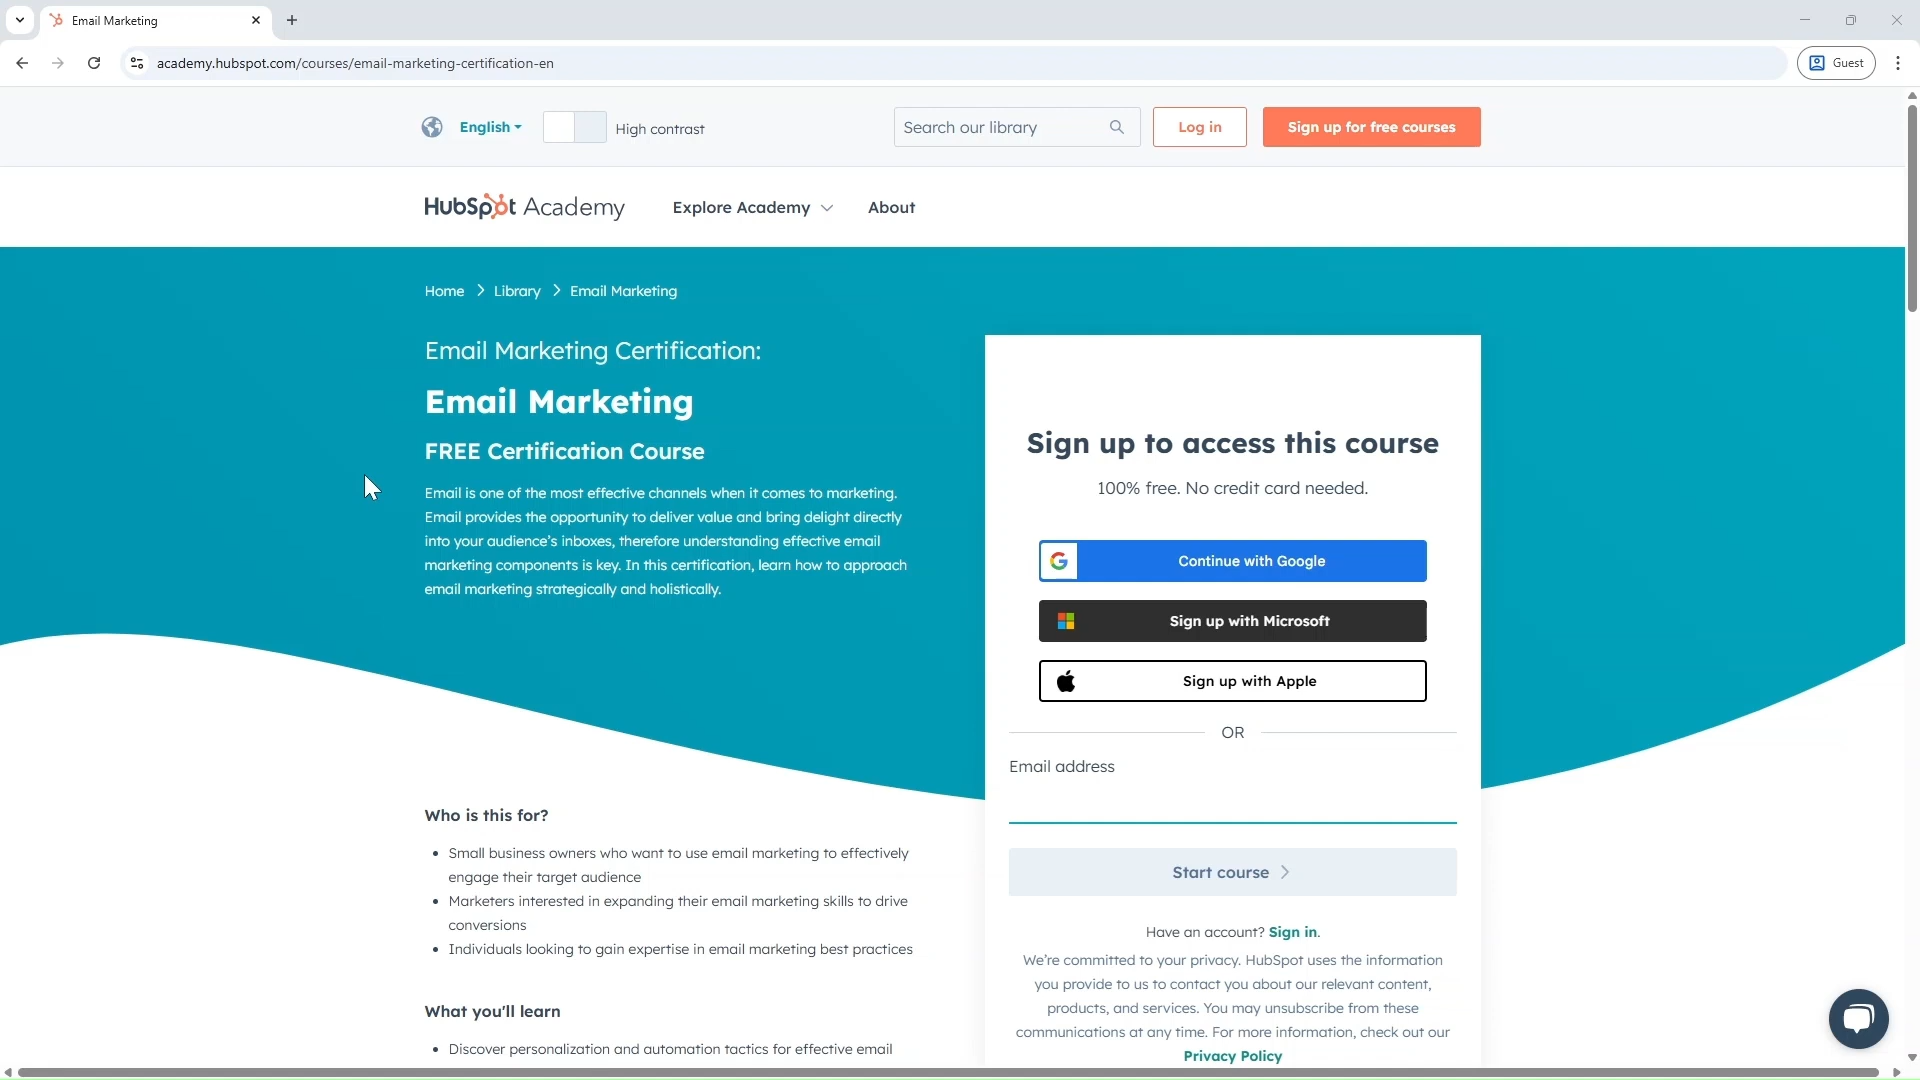 Email Marketing
academy.hubspot.com/courses/email-marketing-certification-en
Guest
English
High contrast
Search our library
Log in
Sign up for free courses
HubSpot Academy
Explore Academy
About
Home > Library > Email Marketing
Email Marketing Certification:
Email Marketing
FREE Certification Course
Email is one of the most effective channels when it comes to marketing.
Email provides the opportunity to deliver value and bring delight directly
into your audience's inboxes, therefore understanding effective email
marketing components is key. In this certification, learn how to approach
email marketing strategically and holistically.
Who is this for?
• Small business owners who want to use email marketing to effectively
engage their target audience
• Marketers interested in expanding their email marketing skills to drive
conversions
• Individuals looking to gain expertise in email marketing best practices
What you'll learn
• Discover personalization and automation tactics for effective email
Sign up to access this course
100% free. No credit card needed.
Continue with Google
Sign up with Microsoft
Sign up with Apple
OR
Email address
Start course >
Have an account? Sign in.
We're committed to your privacy. HubSpot uses the information
you provide to us to contact you about our relevant content,
products, and services. You may unsubscribe from these
communications at any time. For more information, check out our
Privacy Policy